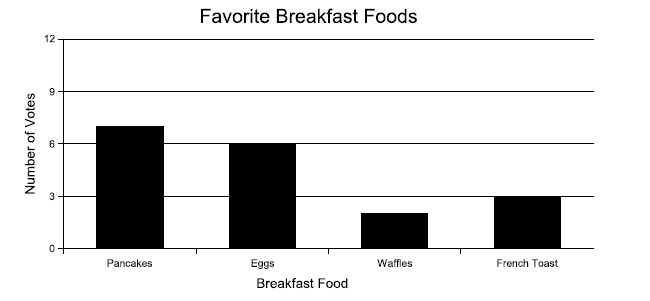 Favorite Breakfast Foods
12
9
6
3
0
Number of Votes
Pancakes
Eggs
Waffles
French Toast
Breakfast Food